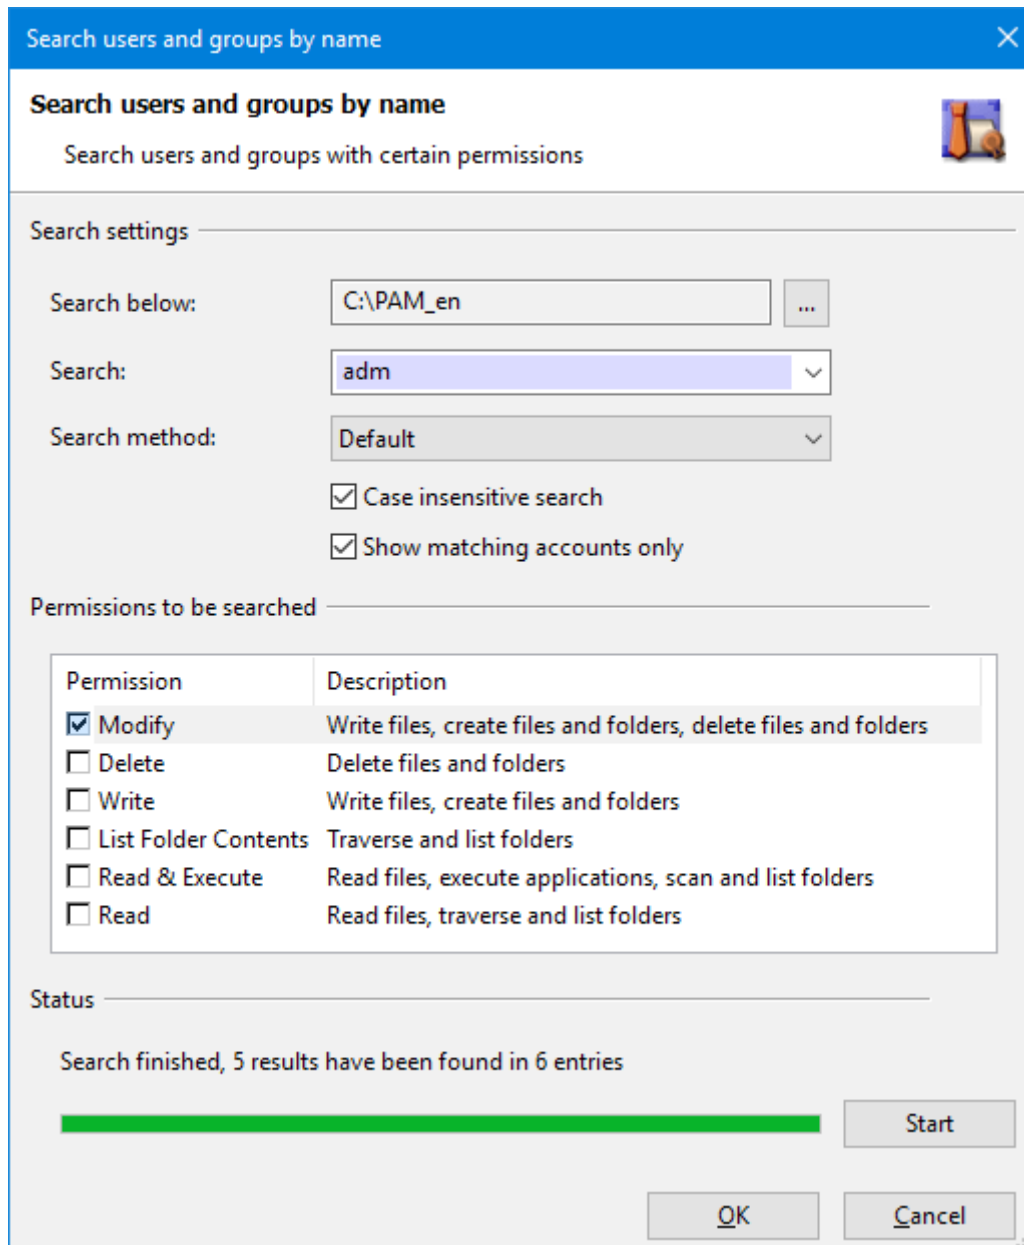 Search users and groups by name
Search users and groups by name
Search users and groups with certain permissions
Search settings
Search below: C:\PAM_en ...
Search: adm
Search method: Default
Case insensitive search
Show matching accounts only
Permissions to be searched
Permission Description
Modify Write files, create files and folders, delete files and folders
Delete Delete files and folders
Write Write files, create files and folders
List Folder Contents Traverse and list folders
Read & Execute Read files, execute applications, scan and list folders
Read Read files, traverse and list folders
Status
Search finished, 5 results have been found in 6 entries
Start
OK Cancel